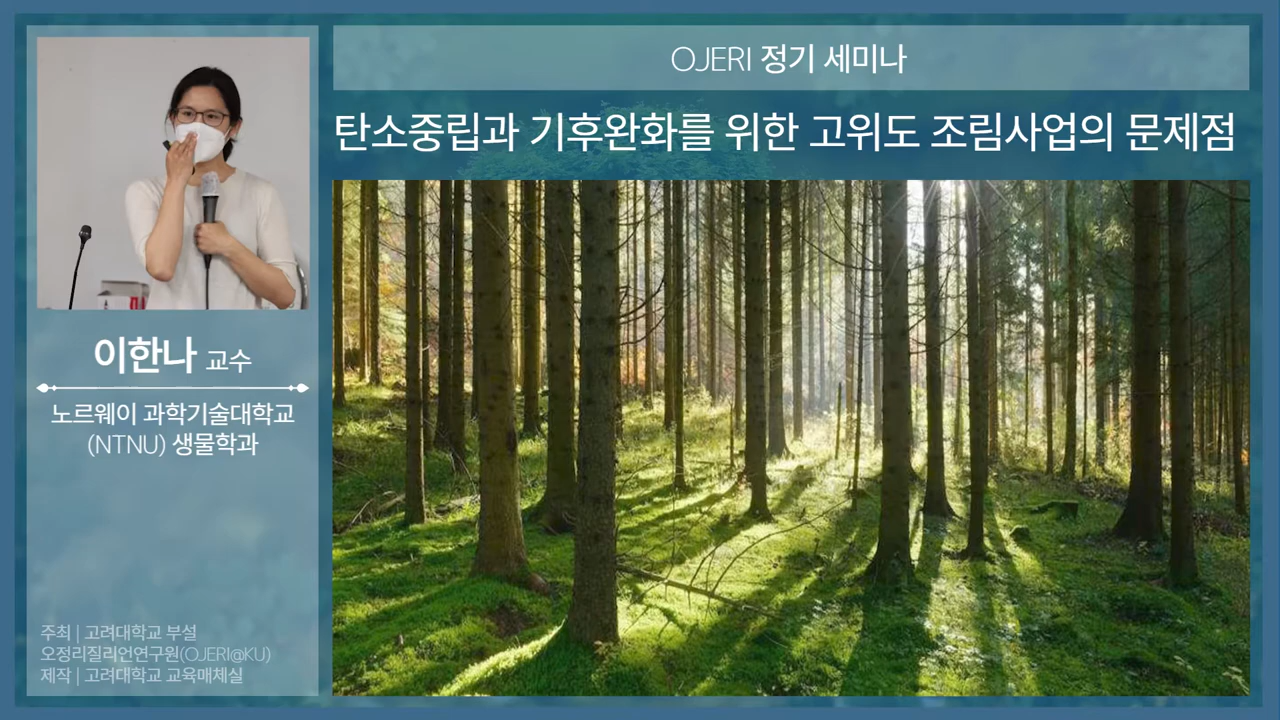 OJERI 정기 세미나
탄소중립과 기후완화를 위한 고위도 조림사업의 문제점
이한나 교수
노르웨이 과학기술대학교
(NTNU) 생물학과
주최 | 고려대학교 부설
오정리질리언연구원(OJERI@KU)
제작 | 고려대학교 교육매체실